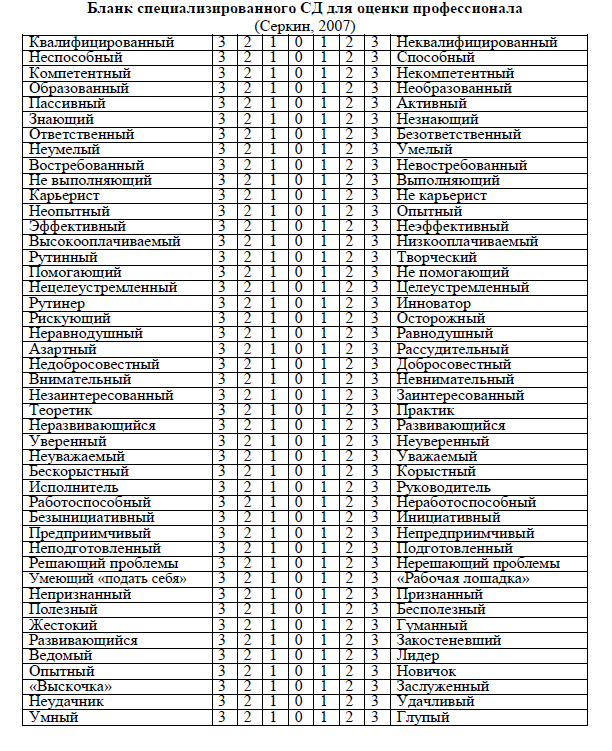 Бланк специализированного СД для оценки профессионала
(Серкин, 2007)
Квалифицированный 3 2 1 0 1 2 3 Неквалифицированный
Неспособный 3 2 1 0 1 2 3 Способный
Компетентный 3 2 1 0 1 2 3 Некомпетентный
Образованный 3 2 1 0 1 2 3 Необразованный
Пассивный 3 2 1 0 1 2 3 Активный
Знающий 3 2 1 0 1 2 3 Незнающий
Ответственный 3 2 1 0 1 2 3 Безответственный
Неумелый 3 2 1 0 1 2 3 Умелый
Востребованный 3 2 1 0 1 2 3 Невостребованный
Не выполняющий 3 2 1 0 1 2 3 Выполняющий
Карьерист 3 2 1 0 1 2 3 Не карьерист
Неопытный 3 2 1 0 1 2 3 Опытный
Эффективный 3 2 1 0 1 2 3 Неэффективный
Высокооплачиваемый 3 2 1 0 1 2 3 Низкооплачиваемый
Рутинный 3 2 1 0 1 2 3 Творческий
Помогающий 3 2 1 0 1 2 3 Не помогающий
Нецелеустремленный 3 2 1 0 1 2 3 Целеустремленный
Рутинер 3 2 1 0 1 2 3 Инноватор
Рискующий 3 2 1 0 1 2 3 Осторожный
Неравнодушный 3 2 1 0 1 2 3 Равнодушный
Азартный 3 2 1 0 1 2 3 Рассудительный
Недобросовестный 3 2 1 0 1 2 3 Добросовестный
Внимательный 3 2 1 0 1 2 3 Невнимательный
Незаинтересованный 3 2 1 0 1 2 3 Заинтересованный
Теоретик 3 2 1 0 1 2 3 Практик
Неразвивающийся 3 2 1 0 1 2 3 Развивающийся
Уверенный 3 2 1 0 1 2 3 Неуверенный
Неуважаемый 3 2 1 0 1 2 3 Уважаемый
Бескорыстный 3 2 1 0 1 2 3 Корыстный
Исполнитель 3 2 1 0 1 2 3 Руководитель
Работоспособный 3 2 1 0 1 2 3 Неработоспособный
Безынициативный 3 2 1 0 1 2 3 Инициативный
Предприимчивый 3 2 1 0 1 2 3 Непредприимчивый
Неподготовленный 3 2 1 0 1 2 3 Подготовленный
Решающий проблемы 3 2 1 0 1 2 3 Нерешающий проблемы
Умеющий «подать себя» 3 2 1 0 1 2 3 «Рабочая лошадка»
Непризнанный 3 2 1 0 1 2 3 Признанный
Полезный 3 2 1 0 1 2 3 Бесполезный
Жестокий 3 2 1 0 1 2 3 Гуманный
Развивающийся 3 2 1 0 1 2 3 Закостеневший
Ведомый 3 2 1 0 1 2 3 Лидер
Опытный 3 2 1 0 1 2 3 Новичок
«Выскочка» 3 2 1 0 1 2 3 Заслуженный
Неудачник 3 2 1 0 1 2 3 Удачливый
Умный 3 2 1 0 1 2 3 Глупый